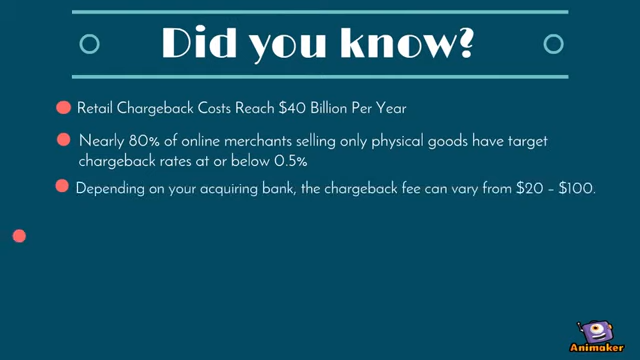 Did you know?
Retail Chargeback Costs Reach $40 Billion Per Year
Nearly 80% of online merchants selling only physical goods have target
chargeback rates at or below 0.5%
Depending on your acquiring bank, the chargeback fee can vary from $20 – $100.
Animaker